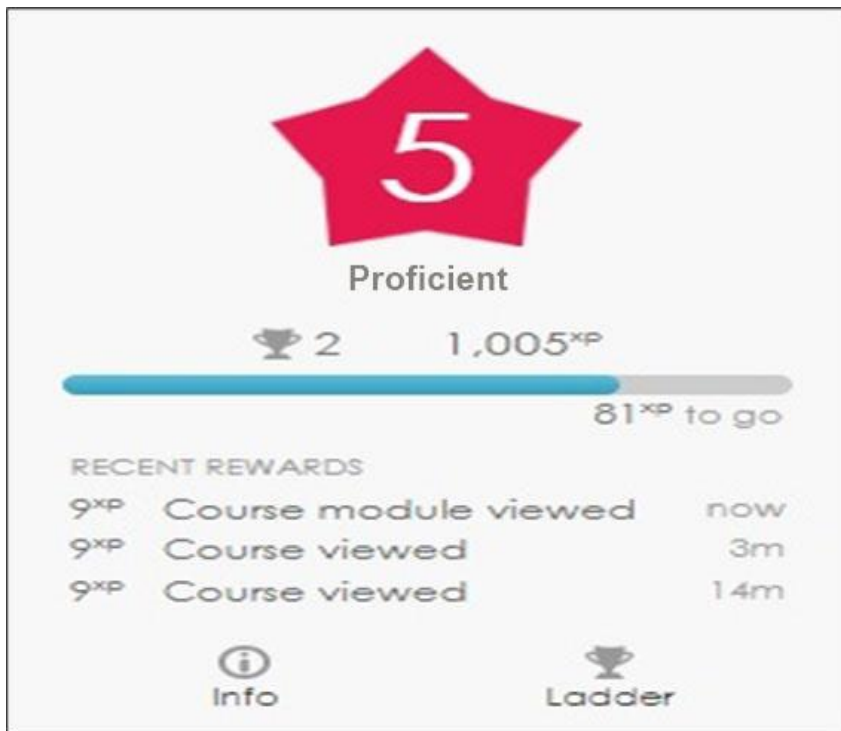 5
Proficient
2 1,005xp
81xp to go
RECENT REWARDS
9xp Course module viewed now
9xp Course viewed 3m
9xp Course viewed 14m
Info Ladder